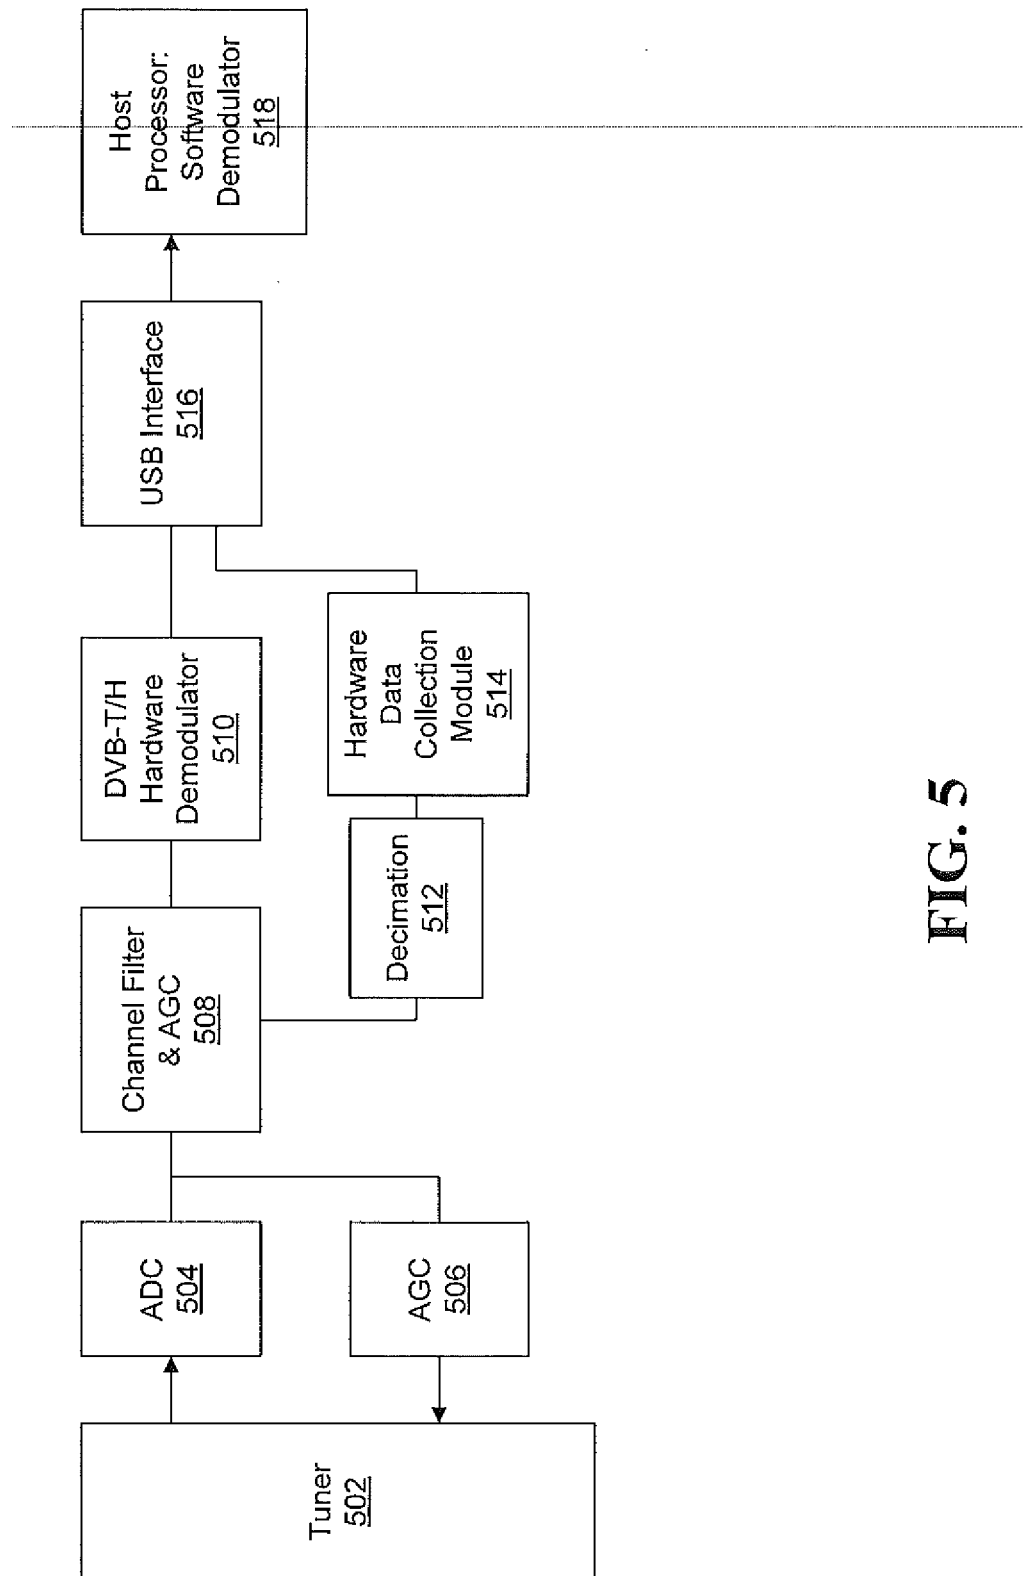 Tuner
502
ADC
504
AGC
506
Channel Filter
& AGC
508
Decimation
512
DVB-T/H
Hardware
Demodulator
510
Hardware
Data
Collection
Module
514
USB Interface
516
Host
Processor:
Software
Demodulator
518
FIG. 5